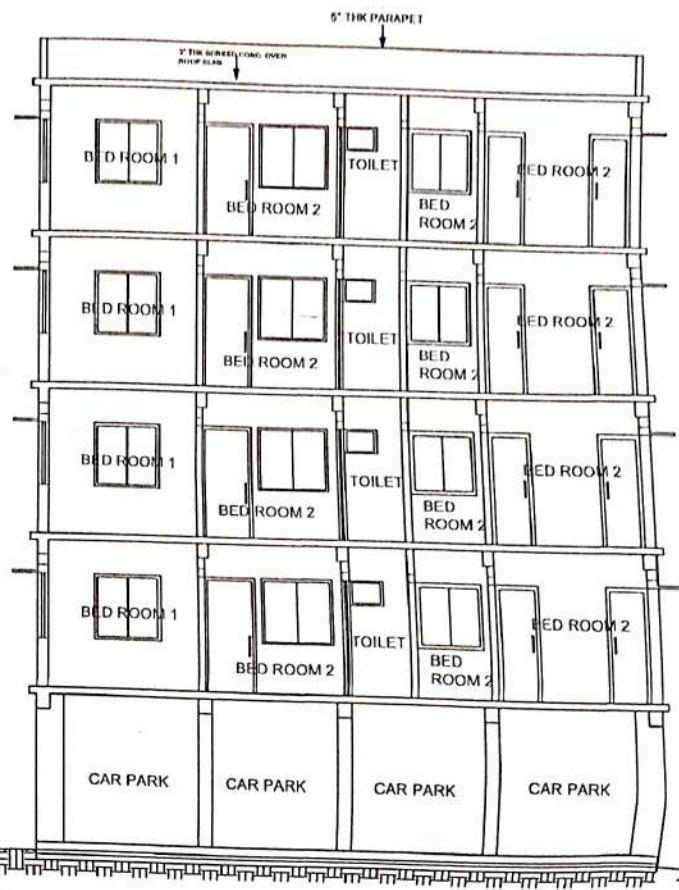 5" THK PARAPET
3" THK SCREED CONC. OVER
ROOF SLAB
BED ROOM 1
BED ROOM 2
TOILET
BED
ROOM 2
BED ROOM 2
BED ROOM 1
BED ROOM 2
TOILET
BED
ROOM 2
BED ROOM 2
BED ROOM 1
BED ROOM 2
TOILET
BED
ROOM 2
BED ROOM 2
BED ROOM 1
BED ROOM 2
TOILET
BED
ROOM 2
BED ROOM 2
CAR PARK
CAR PARK
CAR PARK
CAR PARK